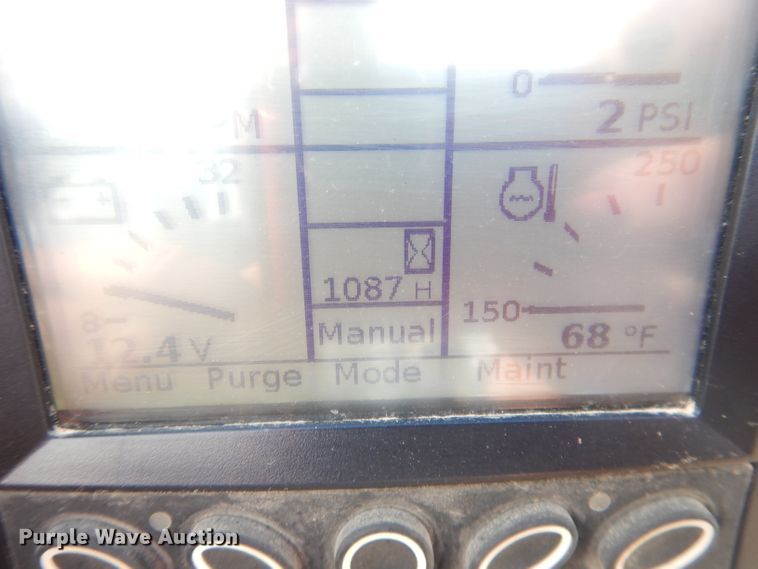 0
2 PSI
32
250
1087 H
8
150
Manual
12.4 V
68 °F
Menu Purge Mode Maint
Purple Wave Auction